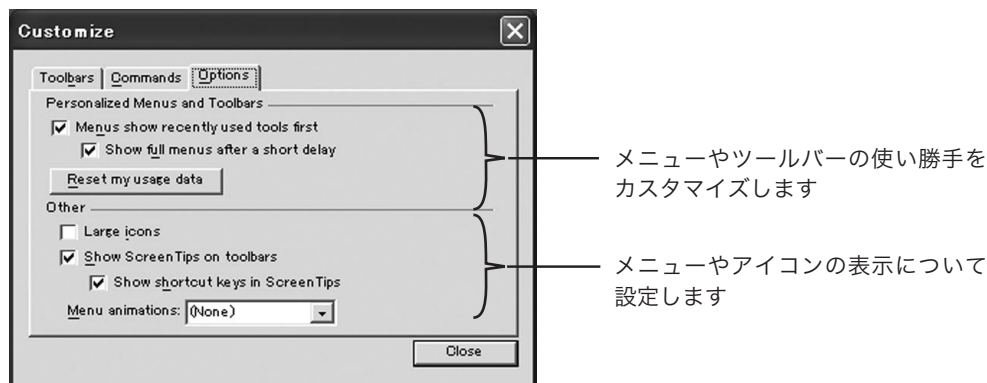 Customize
Toolbars Commands Options
Personalized Menus and Toolbars
Menus show recently used tools first
Show full menus after a short delay
Reset my usage data
メニューやツールバーの使い勝手を
カスタマイズします
Other
Large icons
Show ScreenTips on toolbars
Show shortcut keys in ScreenTips
Menu animations: (None)
メニューやアイコンの表示について
設定します
Close